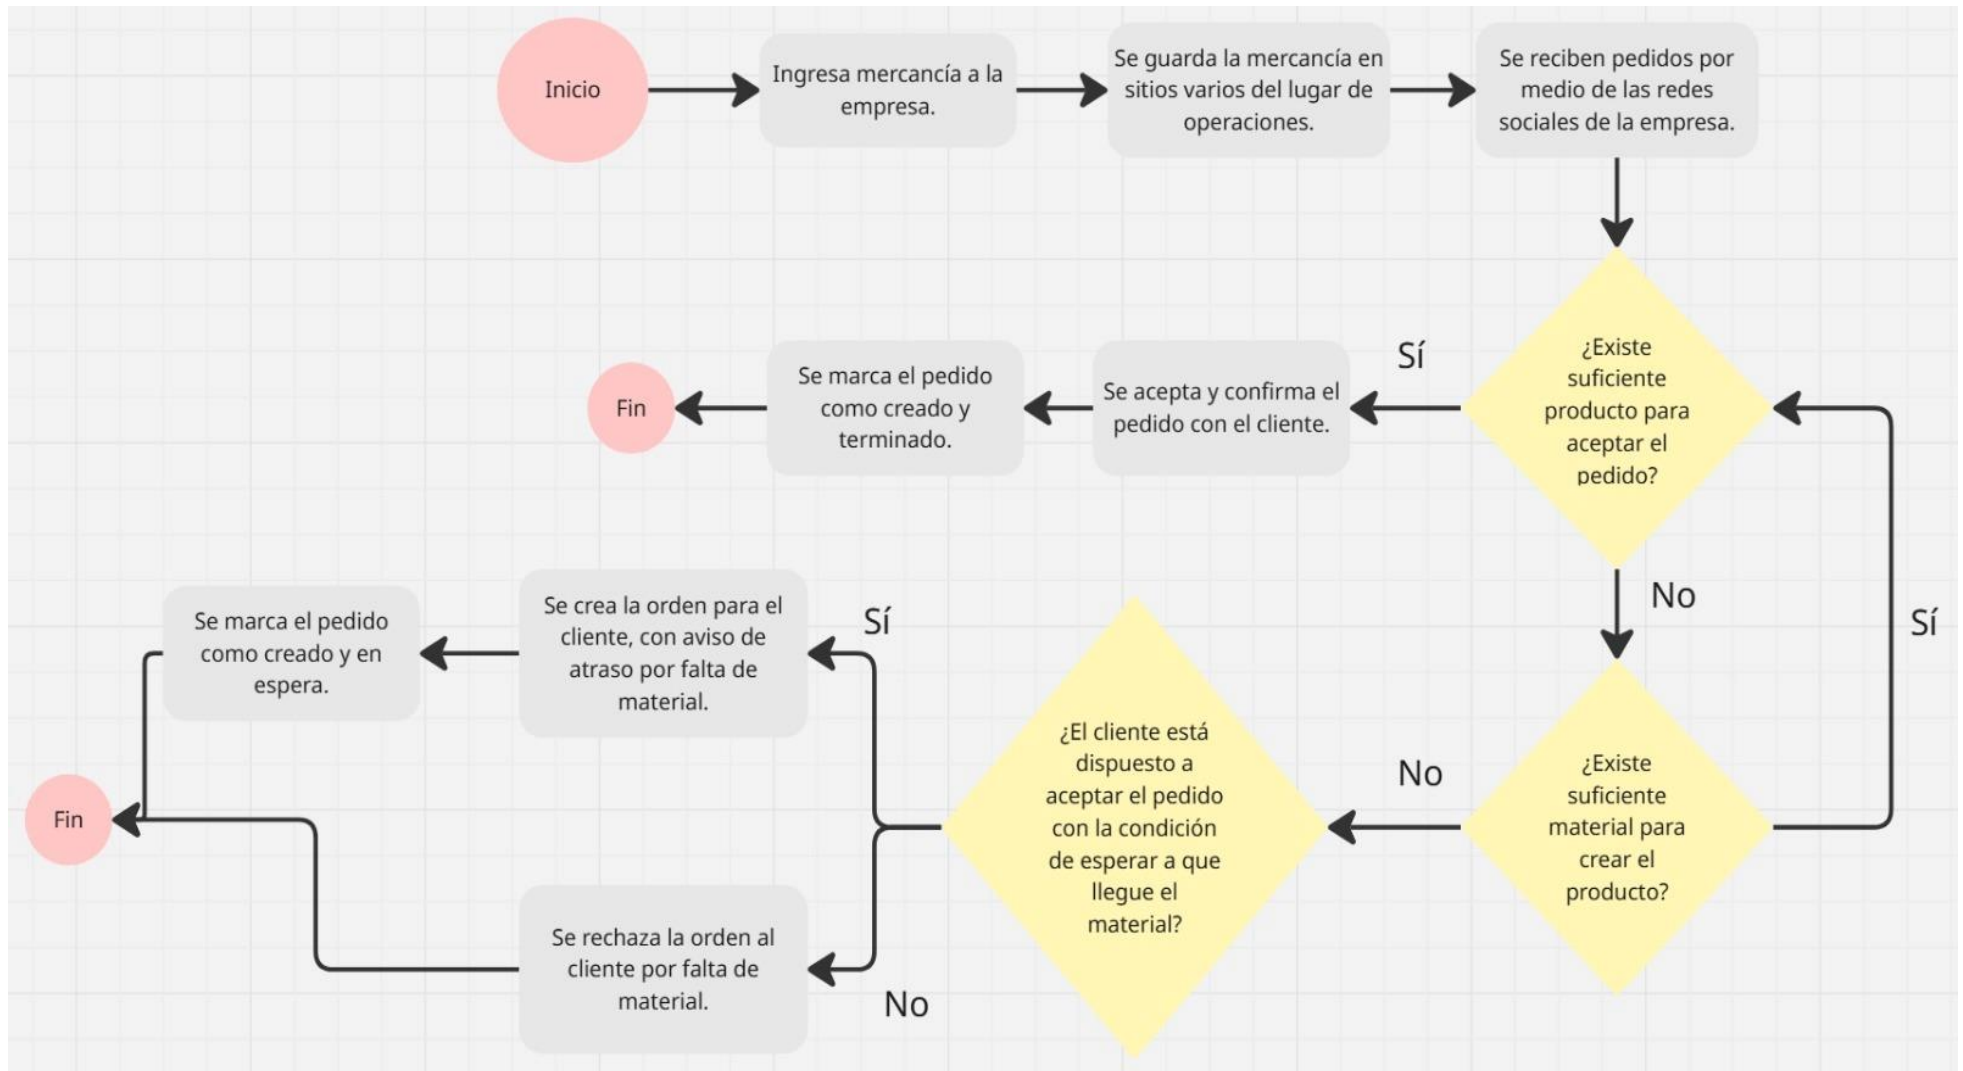 Inicio
Ingresa mercancía a la
empresa.
Se guarda la mercancía en
sitios varios del lugar de
operaciones.
Se reciben pedidos por
medio de las redes
sociales de la empresa.
¿Existe
suficiente
producto para
aceptar el
pedido?
Sí
Se acepta y confirma el
pedido con el cliente.
Se marca el pedido
como creado y
terminado.
Fin
No
Sí
¿Existe
suficiente
material para
crear el
producto?
No
¿El cliente está
dispuesto a
aceptar el pedido
con la condición
de esperar a que
llegue el
material?
Sí
Se crea la orden para el
cliente, con aviso de
atraso por falta de
material.
Se marca el pedido
como creado y en
espera.
No
Se rechaza la orden al
cliente por falta de
material.
Fin